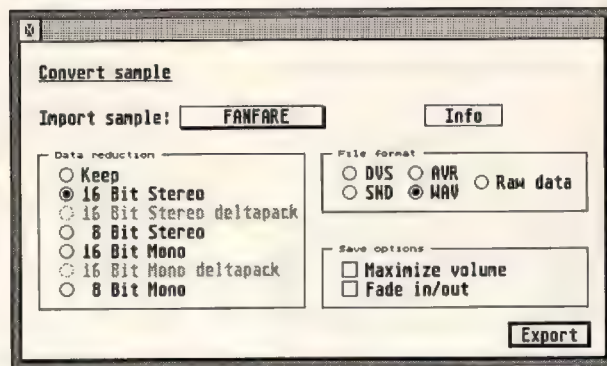 Convert sample
Import sample: FANFARE Info
Data reduction
Keep
16 Bit Stereo
16 Bit Stereo deltapack
8 Bit Stereo
16 Bit Mono
16 Bit Mono deltapack
8 Bit Mono
File format
DVS AVR Raw data
SND WAV
Save options
Maximize volume
Fade in/out
Export